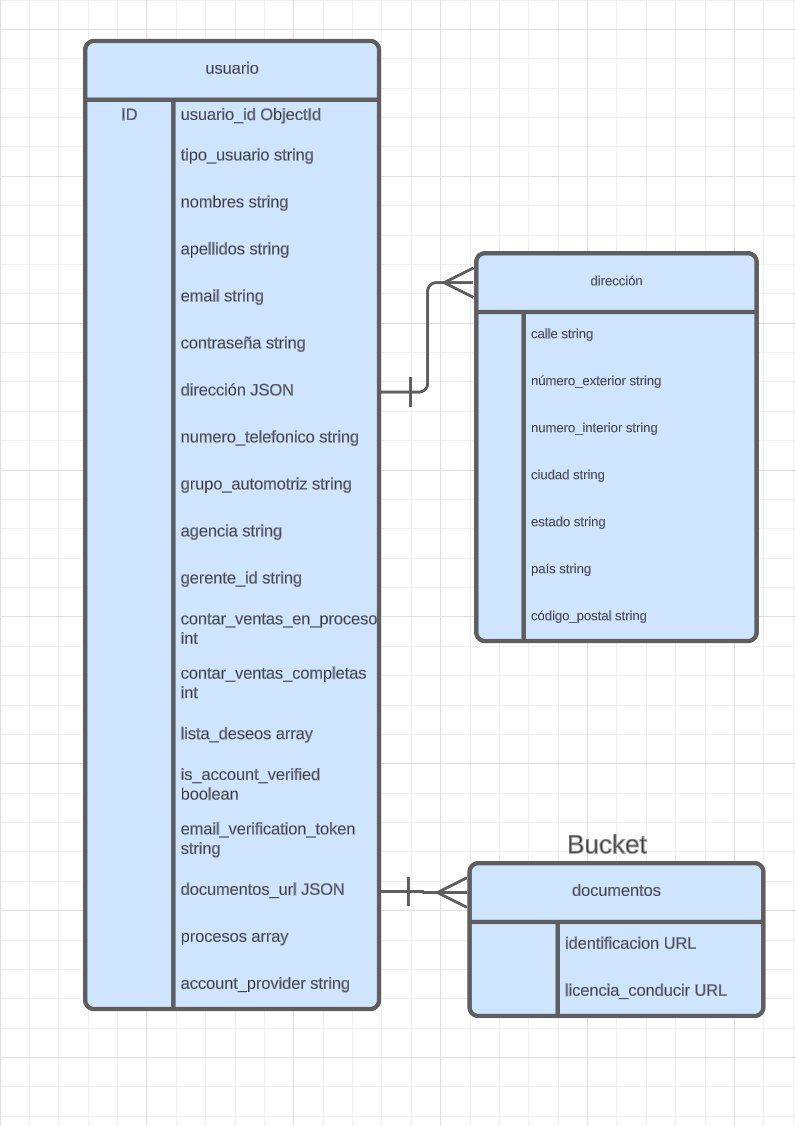 usuario
ID
usuario_id ObjectId
tipo_usuario string
nombres string
apellidos string
email string
contraseña string
dirección JSON
numero_telefonico string
grupo_automotriz string
agencia string
gerente_id string
contar_ventas_en_proceso
int
contar_ventas_completas
int
lista_deseos array
is_account_verified
boolean
email_verification_token
string
documentos_url JSON
procesos array
account_provider string
dirección
calle string
número_exterior string
numero_interior string
ciudad string
estado string
país string
código_postal string
Bucket
documentos
identificacion URL
licencia_conducir URL